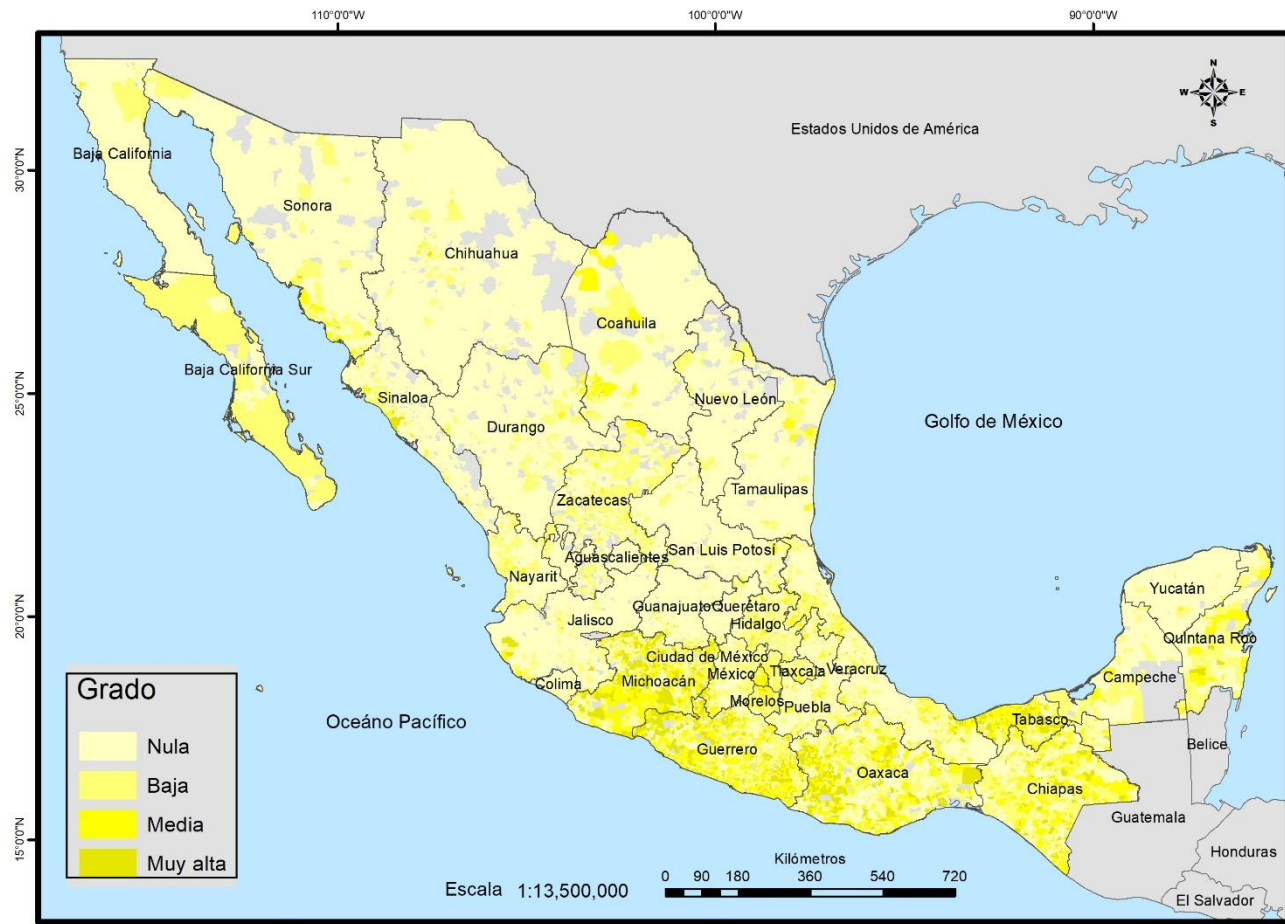 110°0'0"W
100°0'0"W
90°0'0"W
N
W
E
S
Estados Unidos de América
Baja California
30°0'0"N
Sonora
Chihuahua
Coahuila
Baja California Sur
25°0'0"N
Sinaloa
Nuevo León
Durango
Golfo de México
Tamaulipas
Zacatecas
San Luis Potosí
Aguascalientes
Nayarit
Yucatán
20°0'0"N
Guanajuato
Querétaro
Jalisco
Hidalgo
Quintana Roo
Ciudad de México
Tlaxcala
Veracruz
México
Campeche
Colima
Michoacán
Morelos
Puebla
Grado
Nula
Baja
Media
Muy alta
Oceáno Pacífico
Tabasco
Guerrero
Belice
Oaxaca
Chiapas
Guatemala
15°0'0"N
Honduras
El Salvador
Kilómetros
Escala 1:13,500,000
0 90 180 360 540 720